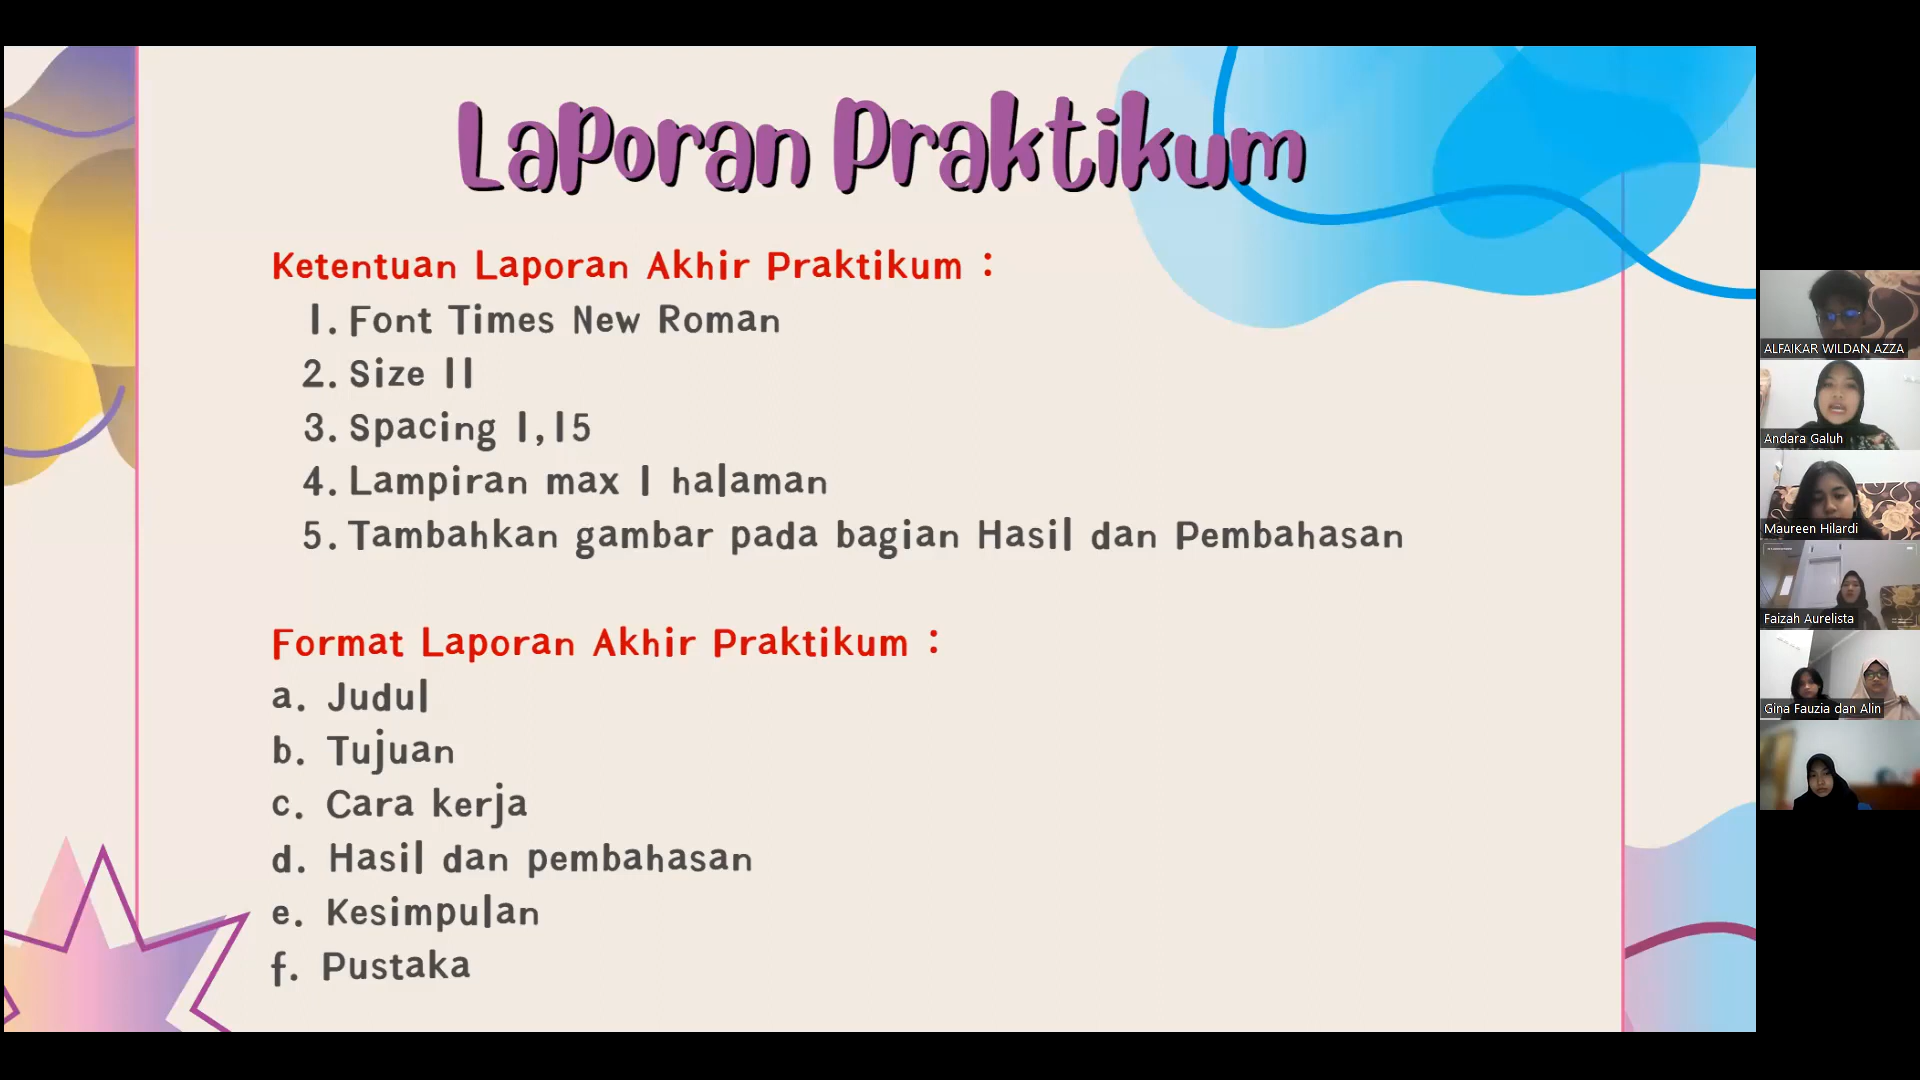 Laporan Praktikum
Ketentuan Laporan Akhir Praktikum :
1. Font Times New Roman
2. Size 11
3. Spacing 1,15
4. Lampiran max 1 halaman
5. Tambahkan gambar pada bagian Hasil dan Pembahasan
Format Laporan Akhir Praktikum :
a. Judul
b. Tujuan
c. Cara kerja
d. Hasil dan pembahasan
e. Kesimpulan
f. Pustaka
ALFAIKAR WILDAN AZZA
Andara Galuh
Maureen Hilardi
Faizah Aurelista
Gina Fauzia dan Alin